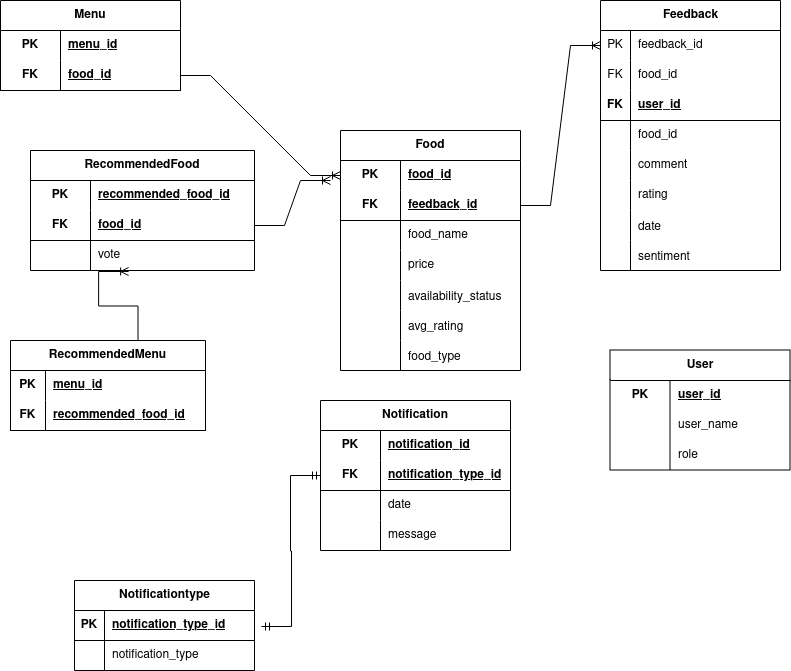 Menu
PK menu_id
FK food_id
Feedback
PK feedback_id
FK food_id
FK user_id
food_id
comment
rating
date
sentiment
RecommendedFood
PK recommended_food_id
FK food_id
vote
Food
PK food_id
FK feedback_id
food_name
price
availability_status
avg_rating
food_type
RecommendedMenu
PK menu_id
FK recommended_food_id
User
PK user_id
user_name
role
Notification
PK notification_id
FK notification_type_id
date
message
Notificationtype
PK notification_type_id
notification_type